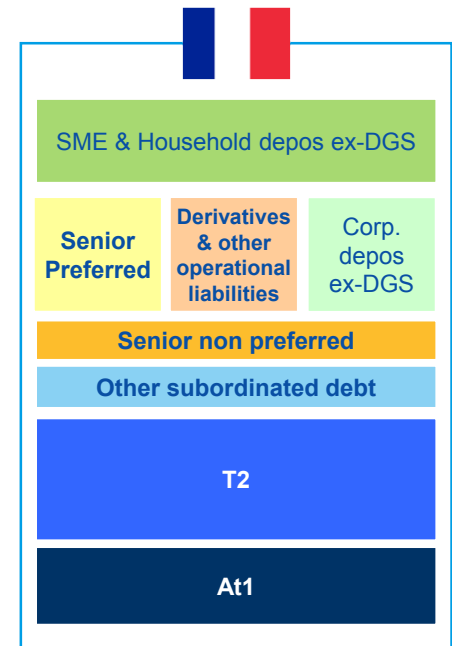 SME & Household depos ex-DGS
Senior
Preferred
Derivatives
& other
operational
liabilities
Corp.
depos
ex-DGS
Senior non preferred
Other subordinated debt
T2
At1